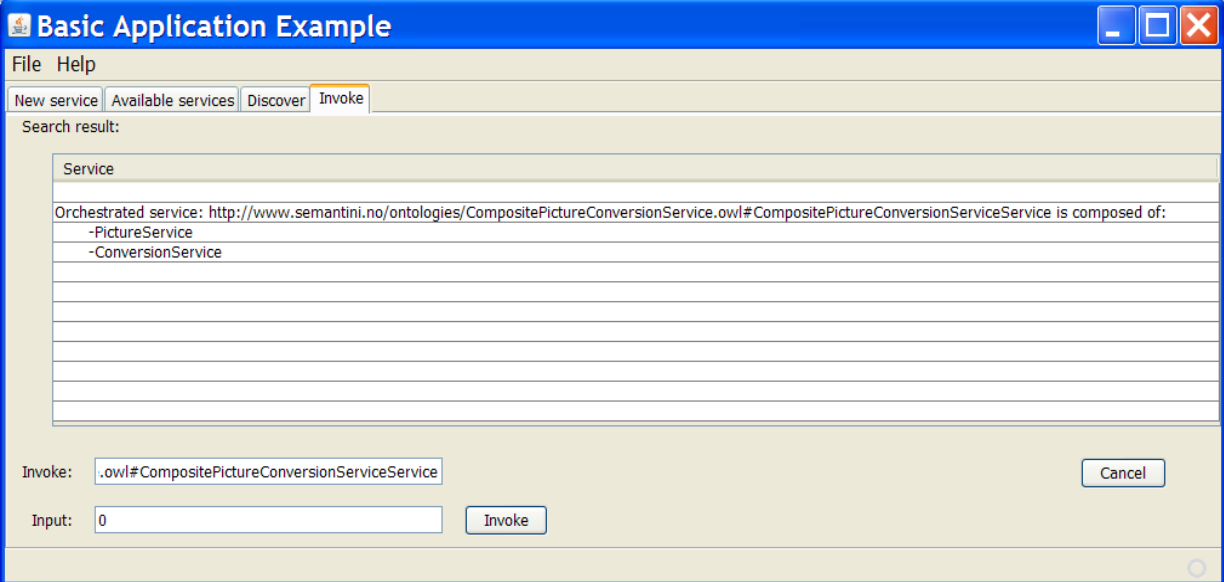 Basic Application Example
File Help
New service Available services Discover Invoke
Search result:
Service
Orchestrated service: http://www.semantini.no/ontologies/CompositePictureConversionService.owl#CompositePictureConversionServiceService is composed of:
-PictureService
-ConversionService
Invoke: .owl#CompositePictureConversionServiceService Cancel
Input: 0 Invoke